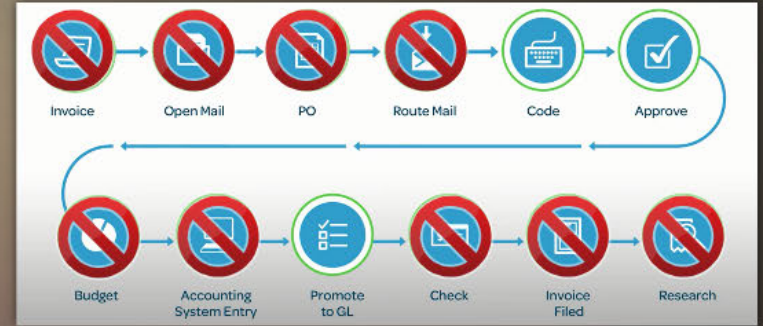 Invoice
Open Mail
PO
Route Mail
Code
Approve
Budget
Accounting
System Entry
Promote
to GL
Check
Invoice
Filed
Research